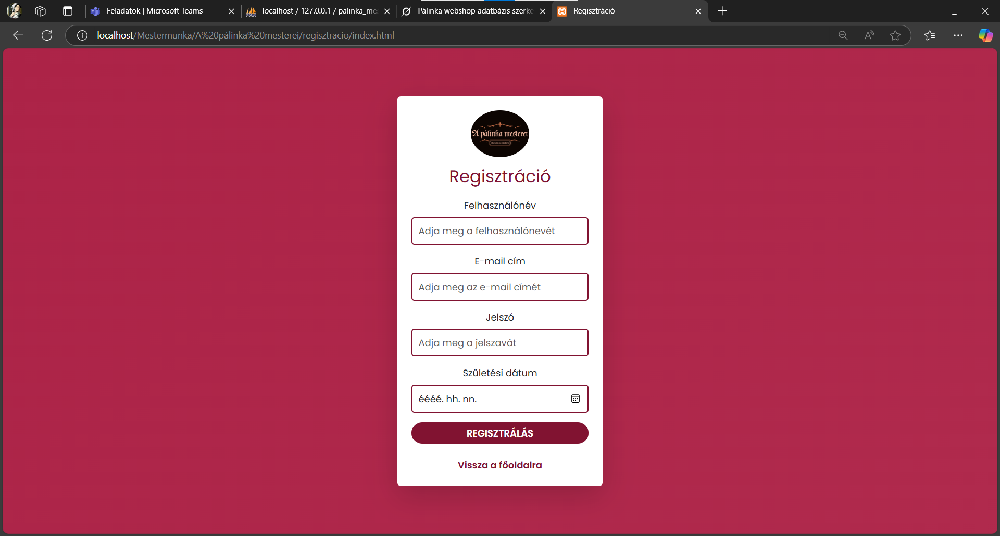 Feladatok | Microsoft Teams
localhost / 127.0.0.1 / palinka_me
Pálinka webshop adatbázis szerke
Regisztráció
localhost/Mestermunka/A%20pálinka%20mesterei/regisztracio/index.html
A pálinka mesterei
Regisztráció
Felhasználónév
Adja meg a felhasználónevét
E-mail cím
Adja meg az e-mail címét
Jelszó
Adja meg a jelszavát
Születési dátum
éééé. hh. nn.
REGISZTRÁLÁS
Vissza a főoldalra